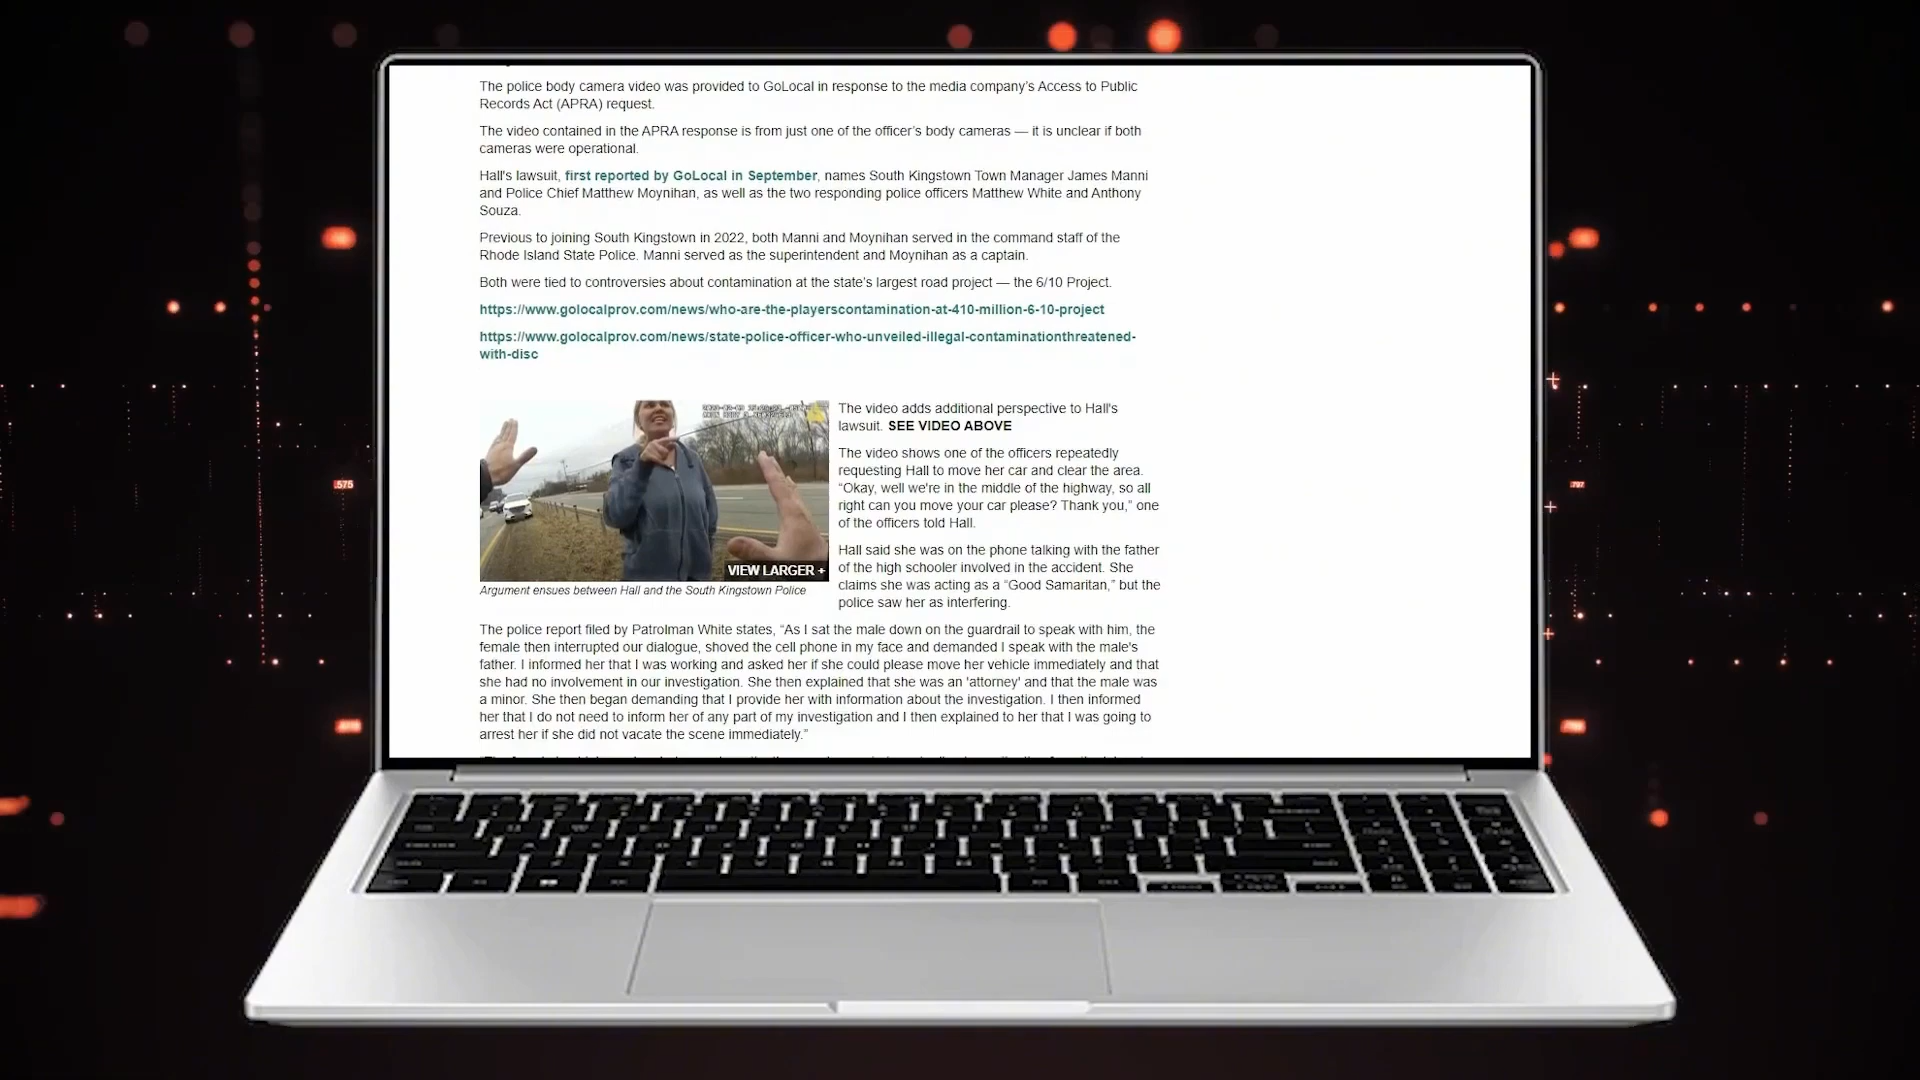 The police body camera video was provided to GoLocal in response to the media company's Access to Public
Records Act (APRA) request.
The video contained in the APRA response is from just one of the officer's body cameras — it is unclear if both
cameras were operational.
Hall's lawsuit, first reported by GoLocal in September, names South Kingstown Town Manager James Manni
and Police Chief Matthew Moynihan, as well as the two responding police officers Matthew White and Anthony
Souza.
Previous to joining South Kingstown in 2022, both Manni and Moynihan served in the command staff of the
Rhode Island State Police. Manni served as the superintendent and Moynihan as a captain.
Both were tied to controversies about contamination at the state's largest road project — the 6/10 Project.
https://www.golocalprov.com/news/who-are-the-playerscontamination-at-410-million-6-10-project
https://www.golocalprov.com/news/state-police-officer-who-unveiled-illegal-contaminationthreatened-
with-disc
VIEW LARGER +
Argument ensues between Hall and the South Kingstown Police
The video adds additional perspective to Hall's
lawsuit. SEE VIDEO ABOVE
The video shows one of the officers repeatedly
requesting Hall to move her car and clear the area.
“Okay, well we're in the middle of the highway, so all
right can you move your car please? Thank you,” one
of the officers told Hall.
Hall said she was on the phone talking with the father
of the high schooler involved in the accident. She
claims she was acting as a “Good Samaritan,” but the
police saw her as interfering.
The police report filed by Patrolman White states, “As I sat the male down on the guardrail to speak with him, the
female then interrupted our dialogue, shoved the cell phone in my face and demanded I speak with the male's
father. I informed her that I was working and asked her if she could please move her vehicle immediately and that
she had no involvement in our investigation. She then explained that she was an 'attorney' and that the male was
a minor. She then began demanding that I provide her with information about the investigation. I then informed
her that I do not need to inform her of any part of my investigation and I then explained to her that I was going to
arrest her if she did not vacate the scene immediately.”
.575